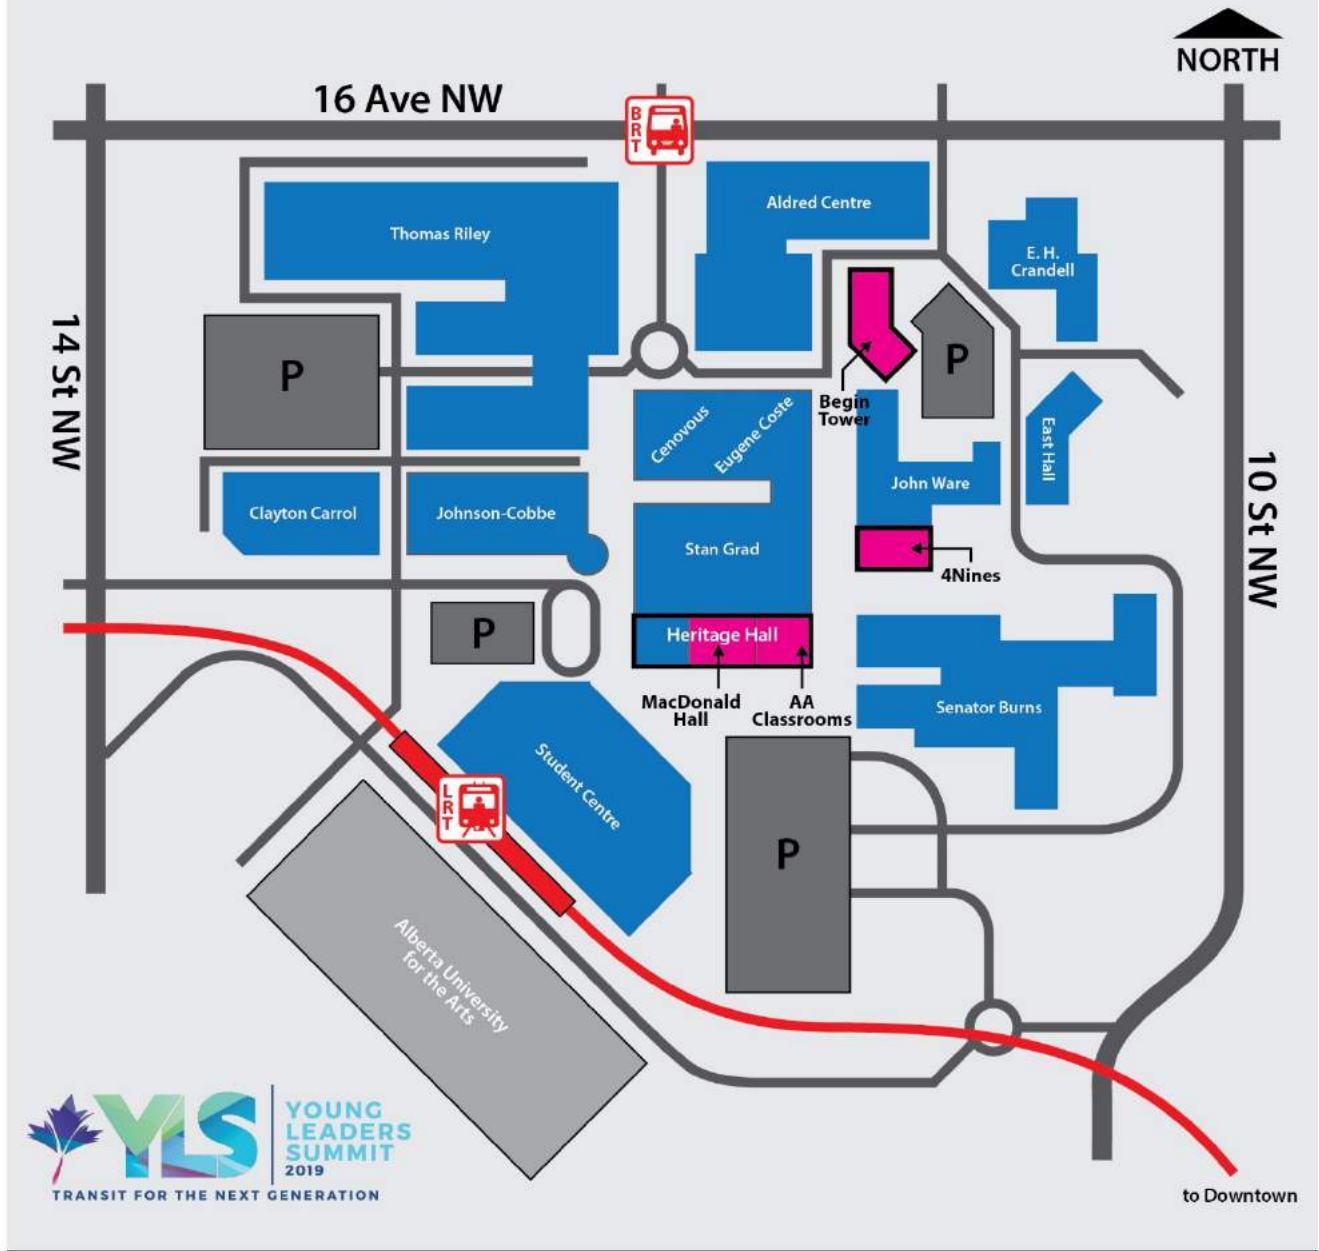 NORTH
16 Ave NW
B
R
T
Aldred Centre
Thomas Riley
E. H.
Crandell
14 St NW
P
P
Begin
Tower
Cenovous
Eugene Coste
East Hall
10 St NW
John Ware
Clayton Carrol
Johnson-Cobbe
Stan Grad
4Nines
P
Heritage Hall
MacDonald
Hall
AA
Classrooms
Senator Burns
Student Centre
L
R
T
P
Alberta University
for the Arts
YLS
YOUNG
LEADERS
SUMMIT
2019
TRANSIT FOR THE NEXT GENERATION
to Downtown